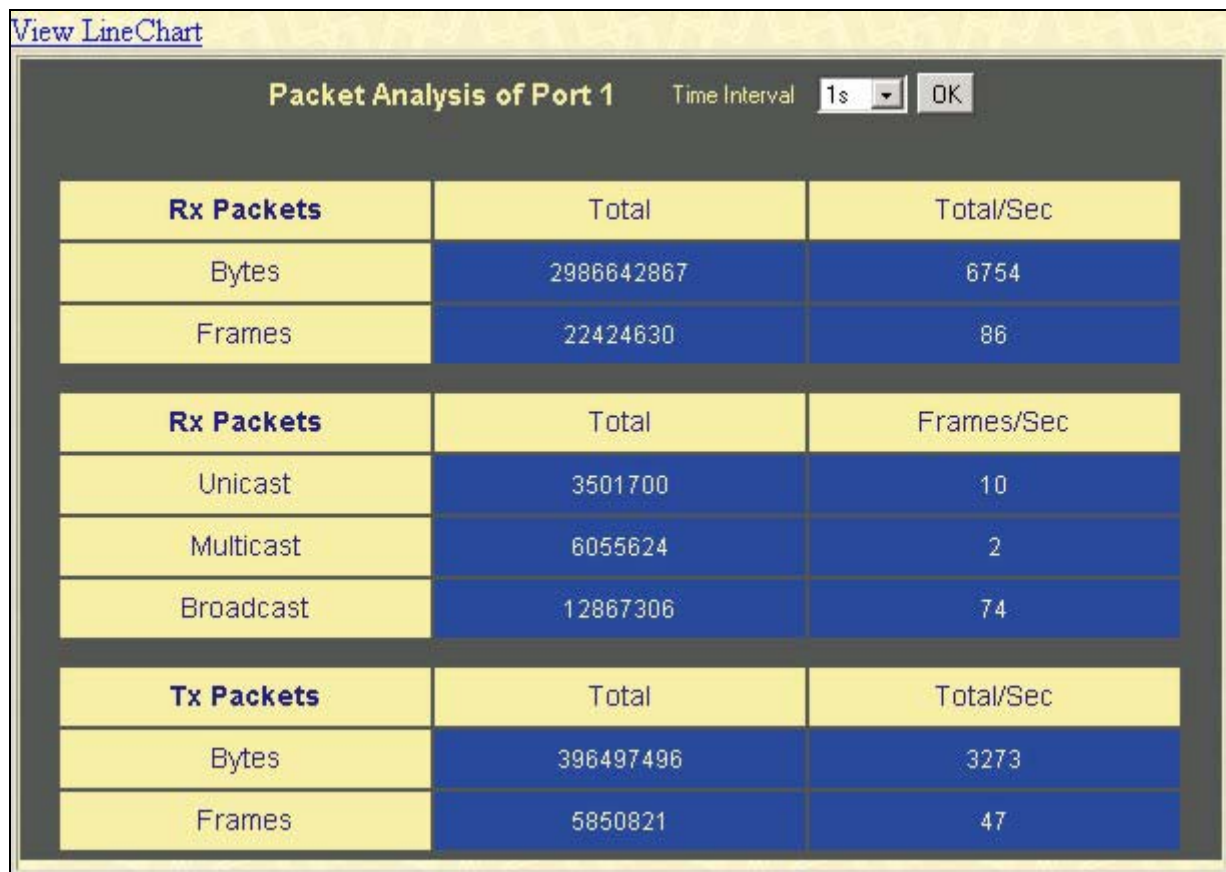 View LineChart
Packet Analysis of Port 1 Time Interval 1s OK
Rx Packets Total Total/Sec
Bytes 2986642867 6754
Frames 22424630 86
Rx Packets Total Frames/Sec
Unicast 3501700 10
Multicast 6055624 2
Broadcast 12867306 74
Tx Packets Total Total/Sec
Bytes 396497496 3273
Frames 5850821 47